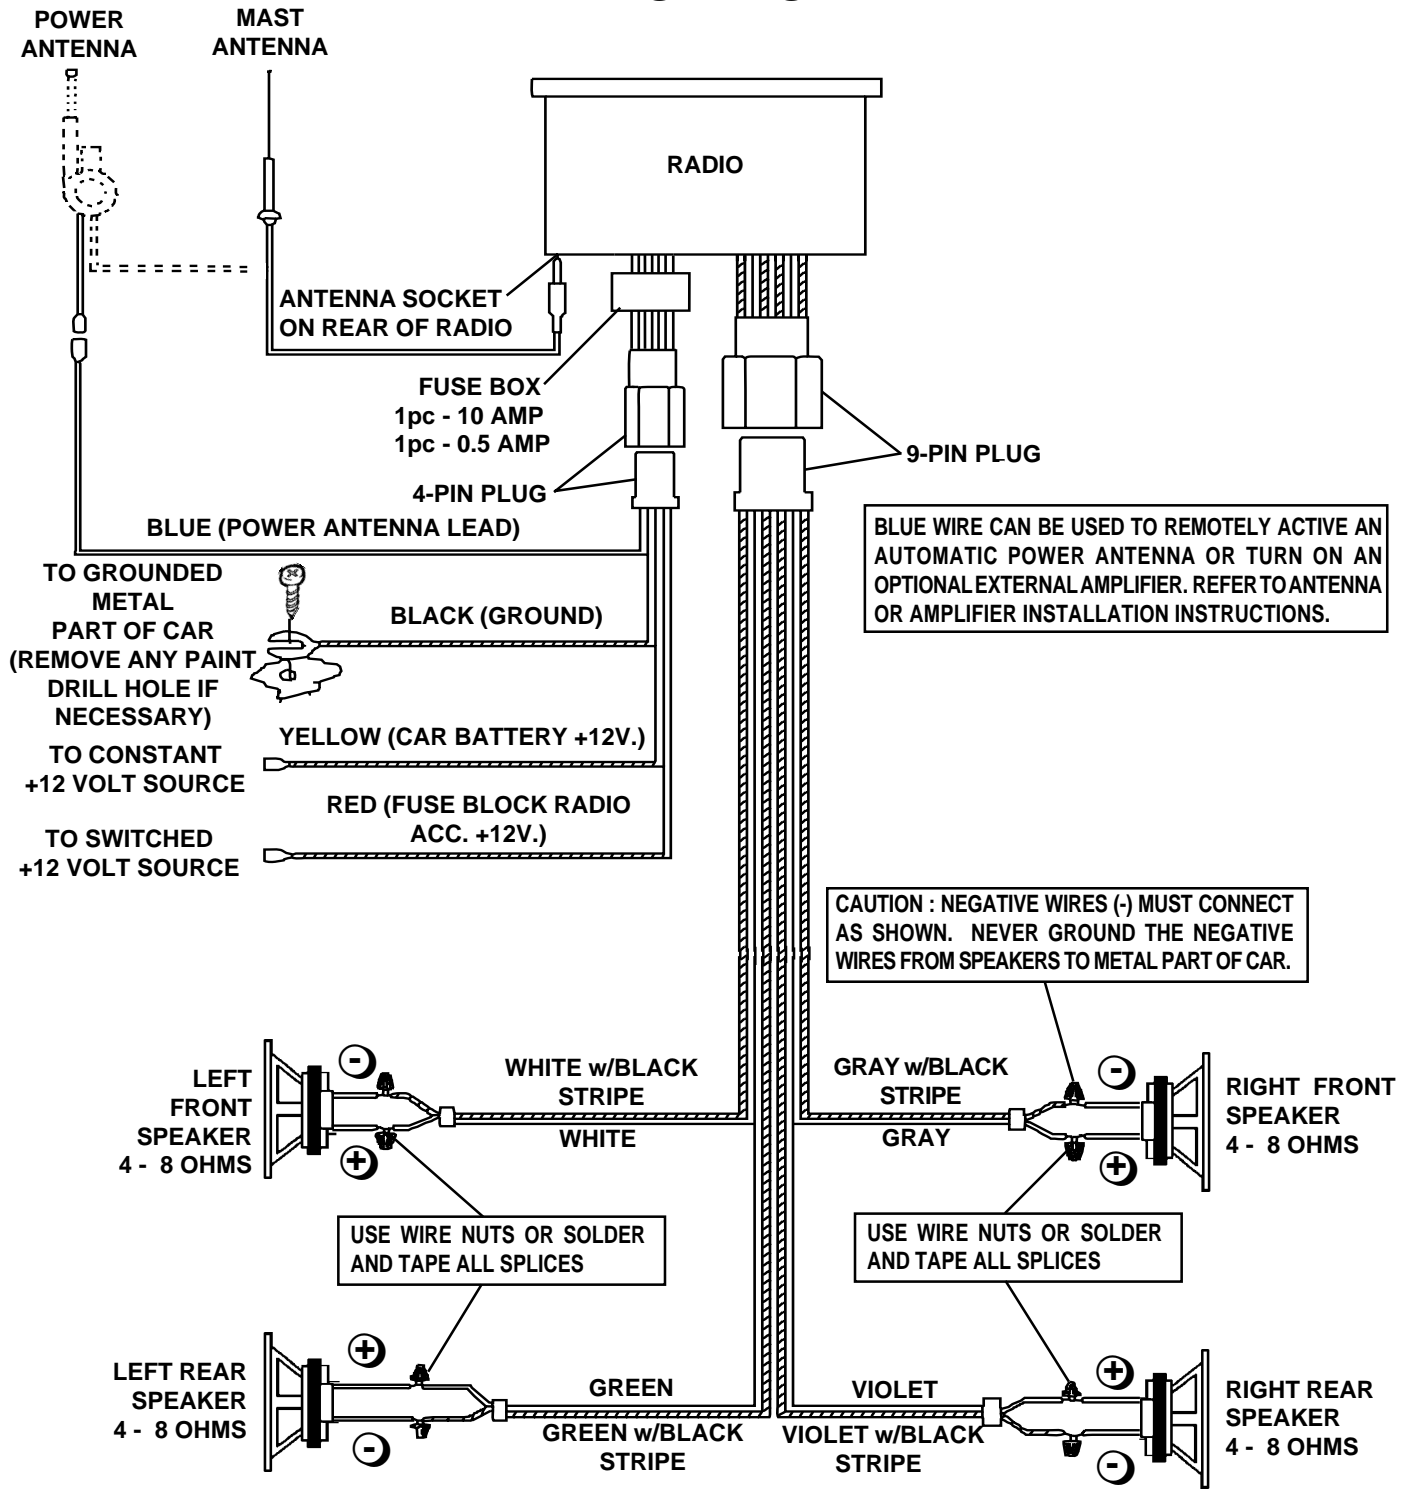 POWER
ANTENNA
MAST
ANTENNA
RADIO
ANTENNA SOCKET
ON REAR OF RADIO
FUSE BOX
1pc - 10 AMP
1pc - 0.5 AMP
9-PIN PLUG
4-PIN PLUG
BLUE (POWER ANTENNA LEAD)
BLUE WIRE CAN BE USED TO REMOTELY ACTIVE AN
AUTOMATIC POWER ANTENNA OR TURN ON AN
OPTIONAL EXTERNAL AMPLIFIER. REFER TO ANTENNA
OR AMPLIFIER INSTALLATION INSTRUCTIONS.
TO GROUNDED
METAL
PART OF CAR
(REMOVE ANY PAINT
DRILL HOLE IF
NECESSARY)
BLACK (GROUND)
YELLOW (CAR BATTERY +12V.)
TO CONSTANT
+12 VOLT SOURCE
RED (FUSE BLOCK RADIO
ACC. +12V.)
TO SWITCHED
+12 VOLT SOURCE
CAUTION : NEGATIVE WIRES (-) MUST CONNECT
AS SHOWN. NEVER GROUND THE NEGATIVE
WIRES FROM SPEAKERS TO METAL PART OF CAR.
LEFT
FRONT
SPEAKER
4 - 8 OHMS
-
+
WHITE w/BLACK
STRIPE
WHITE
GRAY w/BLACK
STRIPE
GRAY
-
+
RIGHT FRONT
SPEAKER
4 - 8 OHMS
USE WIRE NUTS OR SOLDER
AND TAPE ALL SPLICES
USE WIRE NUTS OR SOLDER
AND TAPE ALL SPLICES
LEFT REAR
SPEAKER
4 - 8 OHMS
+
-
GREEN
GREEN w/BLACK
STRIPE
VIOLET
VIOLET w/BLACK
STRIPE
+
-
RIGHT REAR
SPEAKER
4 - 8 OHMS